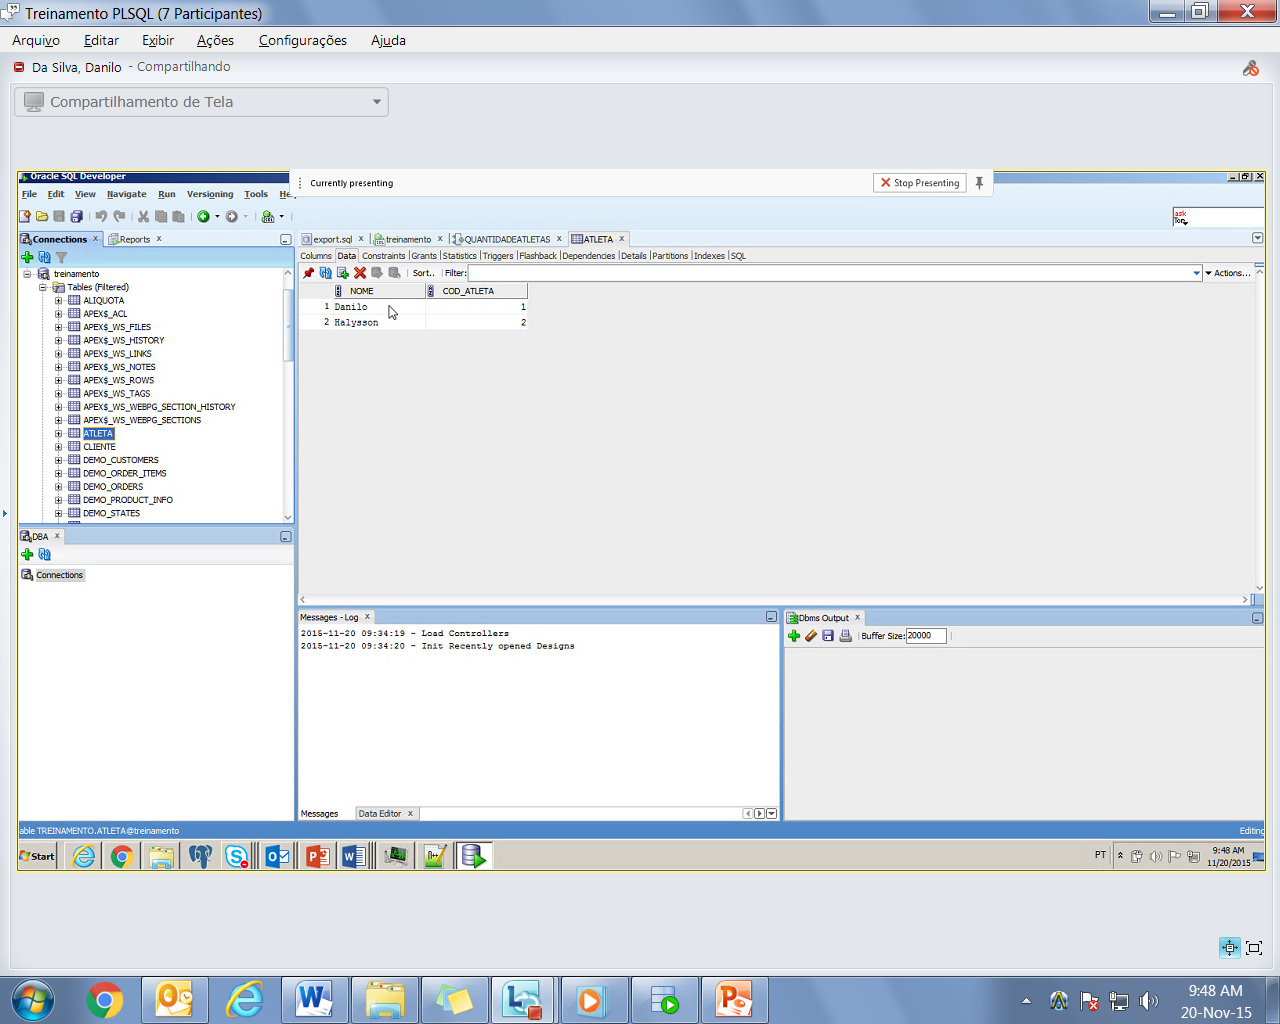 Treinamento PLSQL (7 Participantes)
Arquivo Editar Exibir Ações Configurações Ajuda
Da Silva, Danilo - Compartilhando
Compartilhamento de Tela
Oracle SQL Developer
Currently presenting
Stop Presenting
File Edit View Navigate Run Versioning Tools He
ask
Tom
Connections Reports
export.sql treinamento QUANTIDADEATLETAS ATLETA
Columns Data Constraints Grants Statistics Triggers Flashback Dependencies Details Partitions Indexes SQL
Sort.. Filter: Actions...
NOME COD_ATLETA
1 Danilo 1
2 Halysson 2
treinamento
Tables (Filtered)
ALIQUOTA
APEX$_ACL
APEX$_WS_FILES
APEX$_WS_HISTORY
APEX$_WS_LINKS
APEX$_WS_NOTES
APEX$_WS_ROWS
APEX$_WS_TAGS
APEX$_WS_WEBPG_SECTION_HISTORY
APEX$_WS_WEBPG_SECTIONS
ATLETA
CLIENTE
DEMO_CUSTOMERS
DEMO_ORDER_ITEMS
DEMO_ORDERS
DEMO_PRODUCT_INFO
DEMO_STATES
DBA
Connections
Messages - Log
2015-11-20 09:34:19 - Load Controllers
2015-11-20 09:34:20 - Init Recently opened Designs
Messages Data Editor
Dbms Output
Buffer Size: 20000
able TREINAMENTO.ATLETA@treinamento
Editing
Start
PT
9:48 AM
11/20/2015
9:48 AM
20-Nov-15